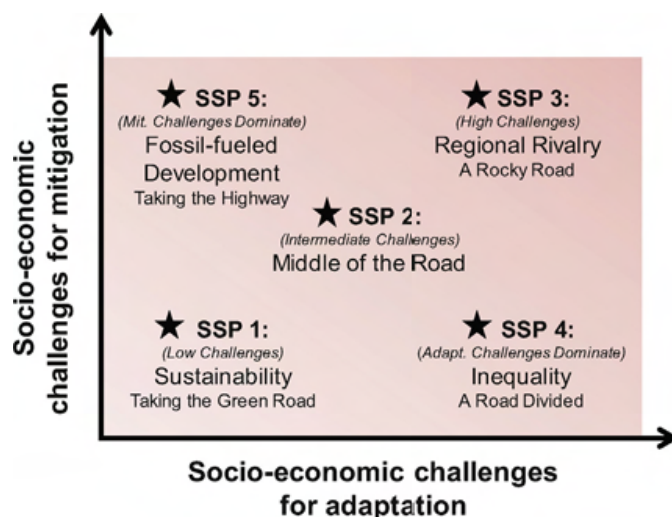 Socio-economic
challenges for mitigation
SSP 5:
(Mit. Challenges Dominate)
Fossil-fueled
Development
Taking the Highway
SSP 3:
(High Challenges)
Regional Rivalry
A Rocky Road
SSP 2:
(Intermediate Challenges)
Middle of the Road
SSP 1:
(Low Challenges)
Sustainability
Taking the Green Road
SSP 4:
(Adapt. Challenges Dominate)
Inequality
A Road Divided
Socio-economic challenges
for adaptation